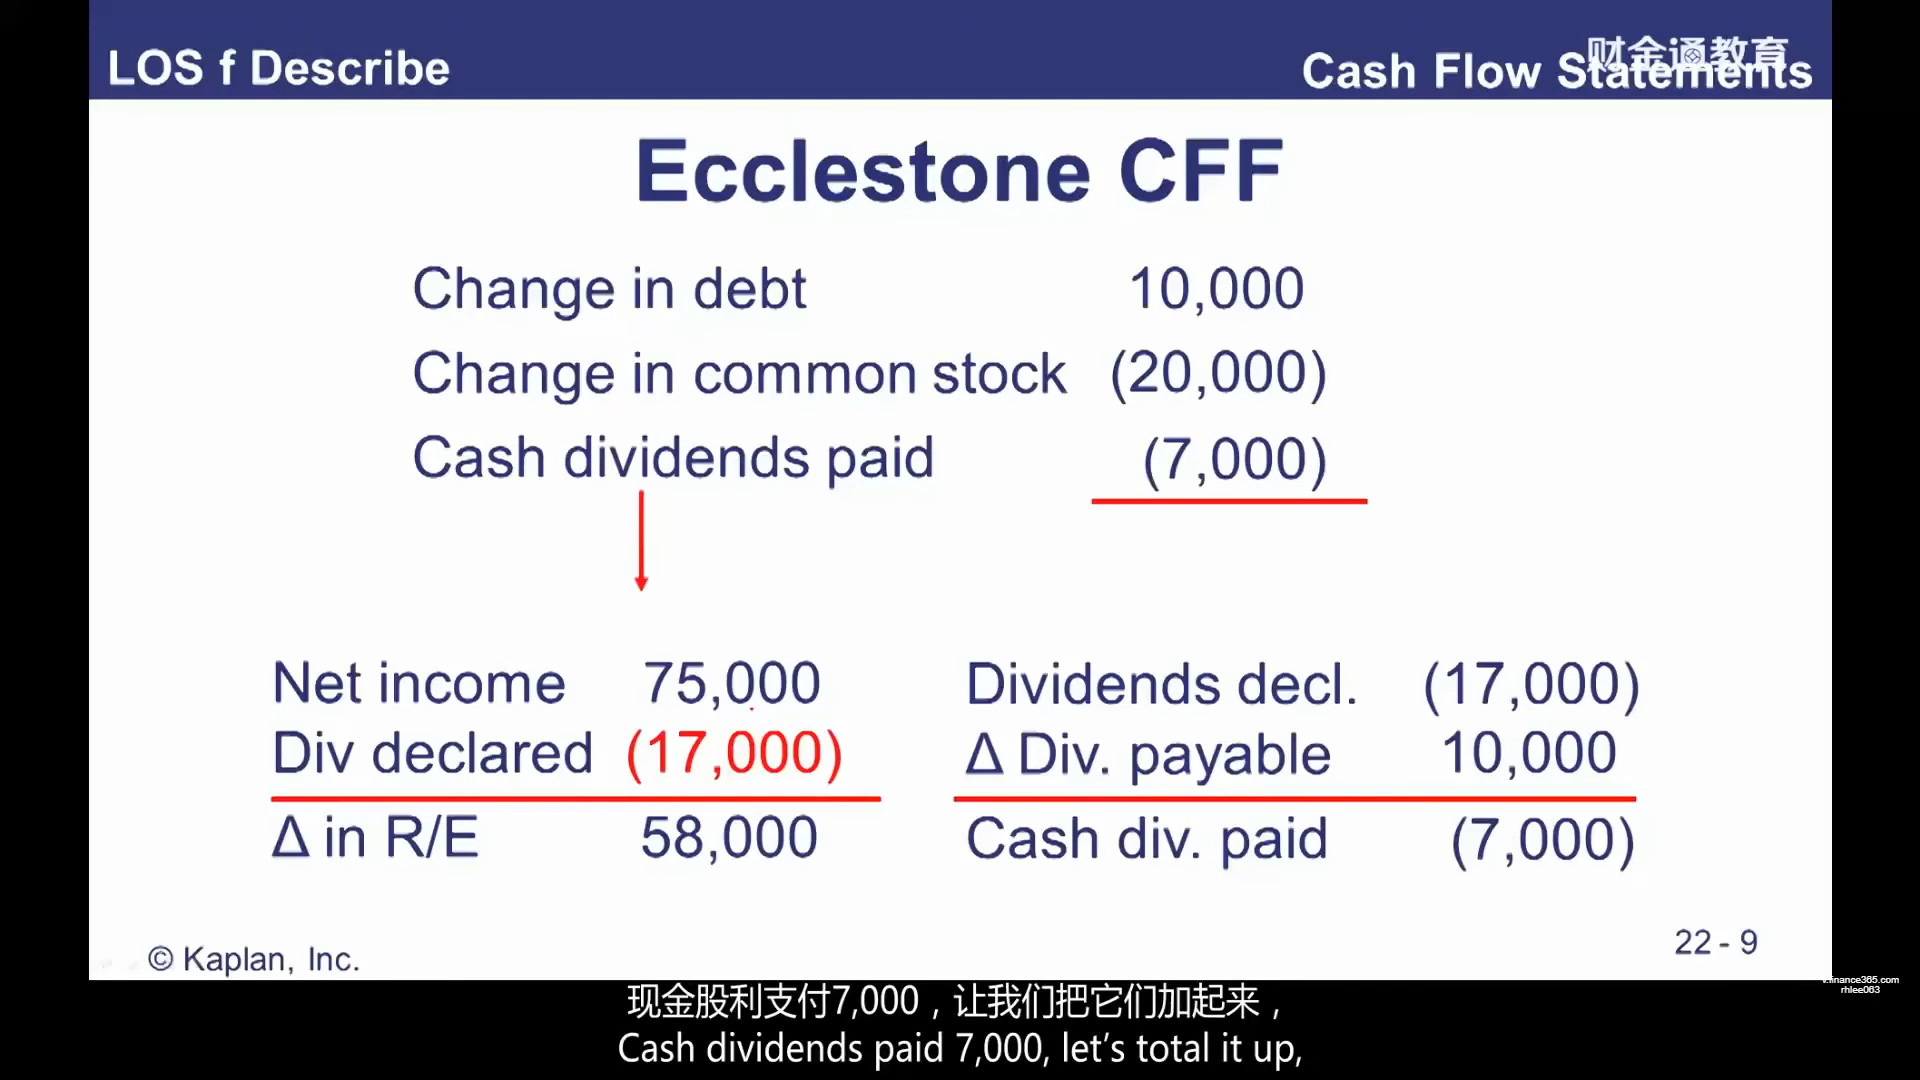 LOS f Describe
财金通教育
Cash Flow Statements
Ecclestone CFF
Change in debt 10,000
Change in common stock (20,000)
Cash dividends paid (7,000)
Net income 75,000 Dividends decl. (17,000)
Div declared (17,000) Δ Div. payable 10,000
Δ in R/E 58,000 Cash div. paid (7,000)
© Kaplan, Inc.
22 - 9
v.finance365.com
rhlee063
现金股利支付7,000，让我们把它们加起来，
Cash dividends paid 7,000, let's total it up,